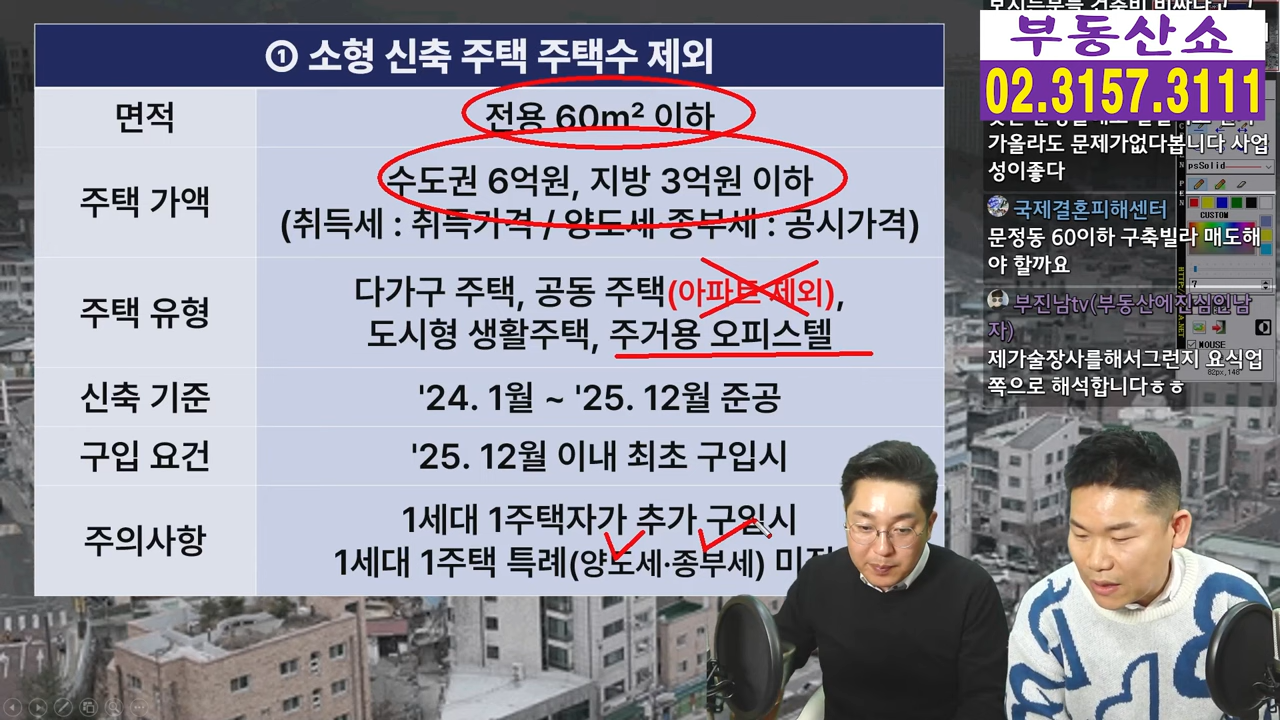 ① 소형 신축 주택 주택수 제외
면적
전용 60m² 이하
주택 가액
수도권 6억원, 지방 3억원 이하
(취득세 : 취득가격 / 양도세·종부세 : 공시가격)
주택 유형
다가구 주택, 공동 주택(아파트 제외),
도시형 생활주택, 주거용 오피스텔
신축 기준
'24. 1월 ~ '25. 12월 준공
구입 요건
'25. 12월 이내 최초 구입시
주의사항
1세대 1주택자가 추가 구입시
1세대 1주택 특례(양도세·종부세)
부동산쇼
02.3157.3111
가올라도 문제가없다봅니다 사업
성이좋다
국제결혼피해센터
문정동 60이하 구축빌라 매도해
야 할까요
부진남tv(부동산에진심인남
자)
제가술장사를해서그런지 요식업
쪽으로 해석합니다ㅎㅎ
psSolid
CUSTOM
7
MOUSE